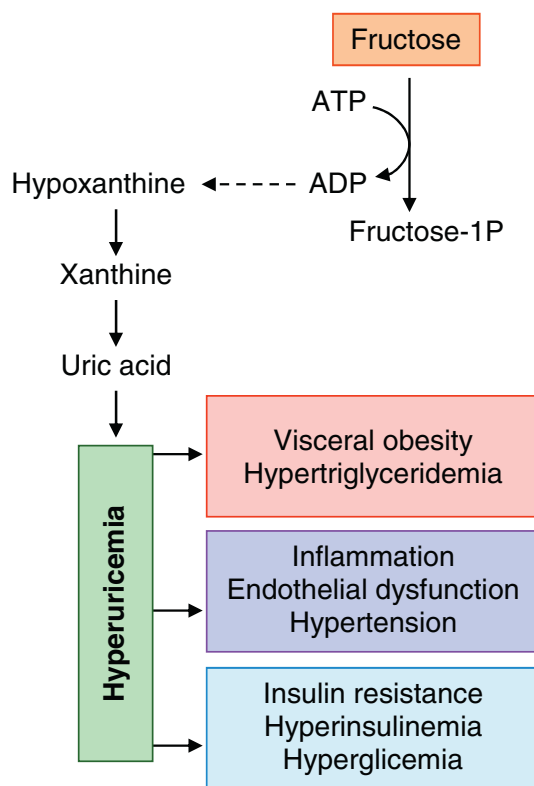 Fructose
ATP
Hypoxanthine
ADP
Fructose-1P
Xanthine
Uric acid
Hyperuricemia
Visceral obesity
Hypertriglyceridemia
Inflammation
Endothelial dysfunction
Hypertension
Insulin resistance
Hyperinsulinemia
Hyperglicemia